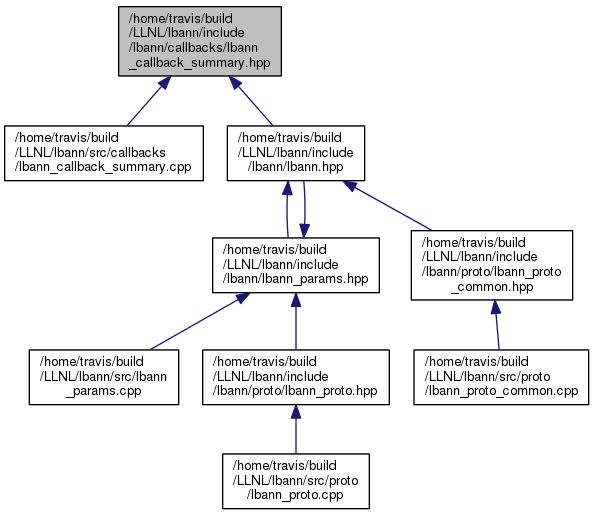 /home/travis/build
/LLNL/lbann/include
/lbann/callbacks/lbann
_callback_summary.hpp
/home/travis/build
/LLNL/lbann/src/callbacks
/lbann_callback_summary.cpp
/home/travis/build
/LLNL/lbann/include
/lbann/lbann.hpp
/home/travis/build
/LLNL/lbann/include
/lbann/lbann_params.hpp
/home/travis/build
/LLNL/lbann/include
/lbann/proto/lbann_proto
_common.hpp
/home/travis/build
/LLNL/lbann/src/lbann
_params.cpp
/home/travis/build
/LLNL/lbann/include
/lbann/proto/lbann_proto.hpp
/home/travis/build
/LLNL/lbann/src/proto
/lbann_proto_common.cpp
/home/travis/build
/LLNL/lbann/src/proto
/lbann_proto.cpp